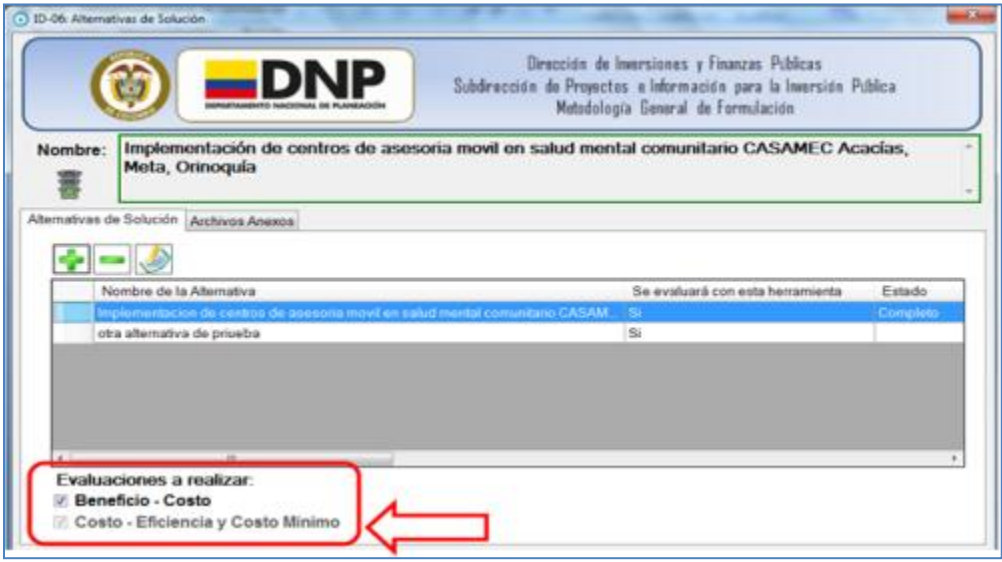 ID-06: Alternativas de Solución
DNP
DEPARTAMENTO NACIONAL DE PLANEACIÓN
Dirección de Inversiones y Finanzas Públicas
Subdirección de Proyectos e Información para la Inversión Pública
Metodología General de Formulación
Nombre:
Implementación de centros de asesoria movil en salud mental comunitario CASAMEC Acacías,
Meta, Orinoquía
Alternativas de Solución Archivos Anexos
Nombre de la Alternativa Se evaluará con esta herramienta Estado
Implementacion de centros de asesoria movil en salud mental comunitario CASAM... Si Completo
otra alternativa de priueba Si
Evaluaciones a realizar:
Beneficio - Costo
Costo - Eficiencia y Costo Mínimo